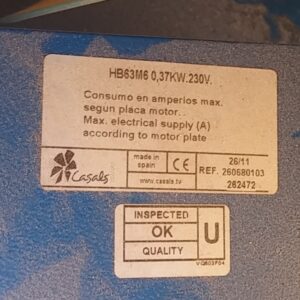 HB63M6 0,37KW.230V.
Consumo en amperios max.
segun placa motor.
Max. electrical supply (A)
according to motor plate
Casals
made in spain
CE
www.casals.tv
26/11
REF. 260680103
262472
INSPECTED
OK
QUALITY
U